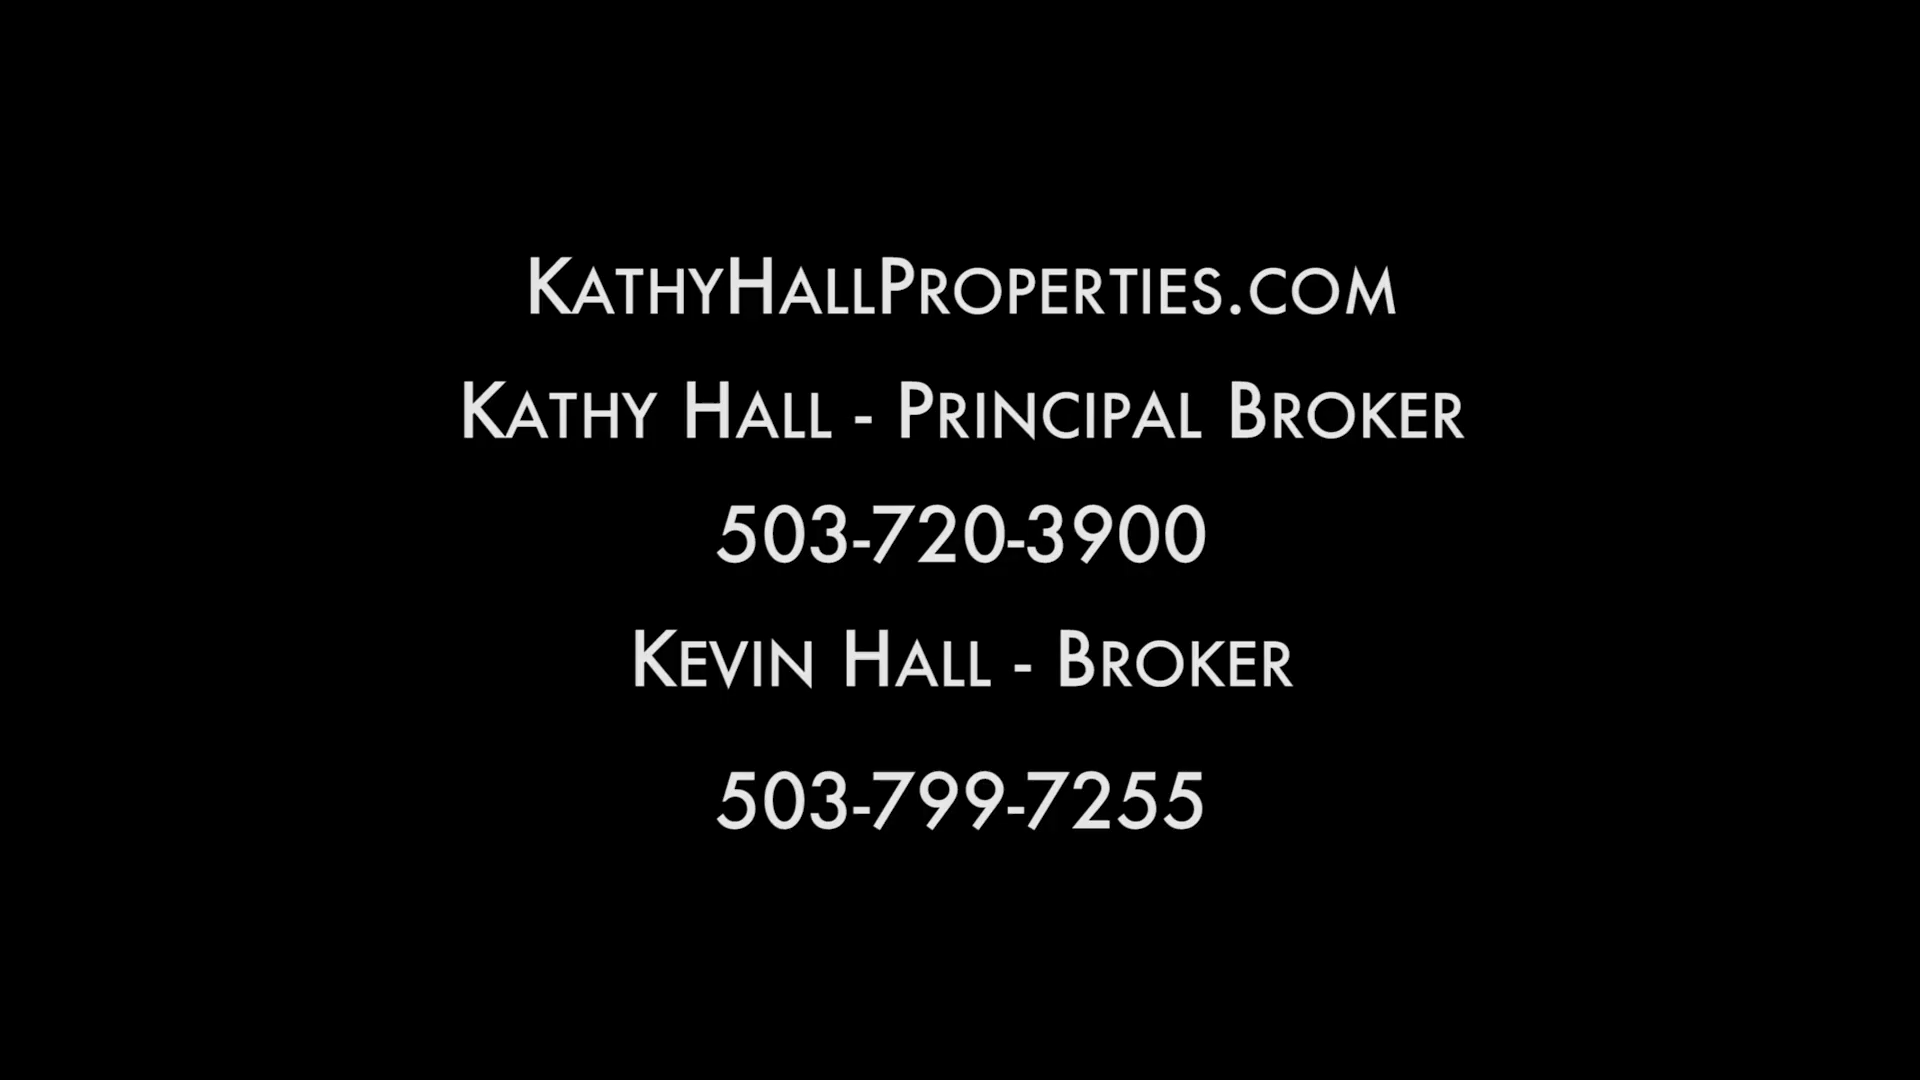 KathyHallProperties.com
Kathy Hall - Principal Broker
503-720-3900
Kevin Hall - Broker
503-799-7255